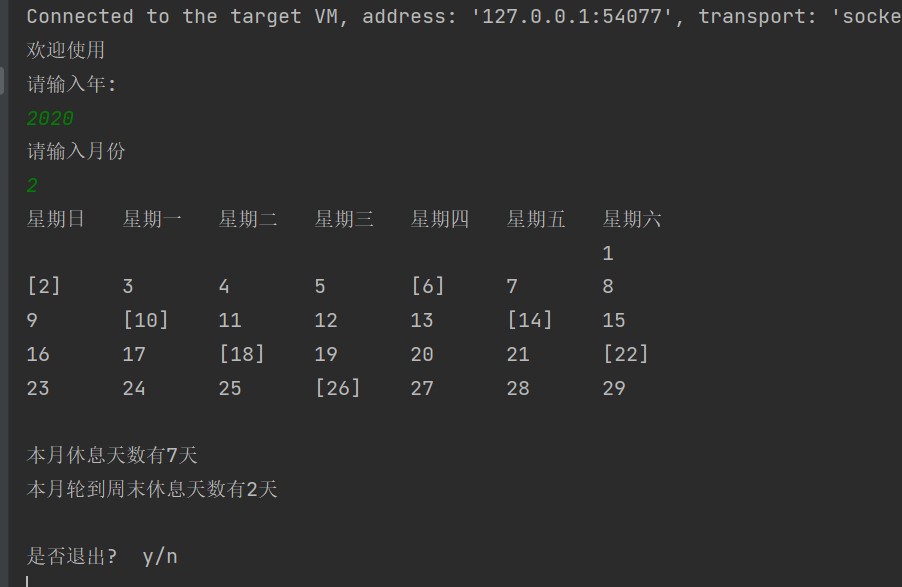 Connected to the target VM, address: '127.0.0.1:54077', transport: 'socke
欢迎使用
请输入年:
2020
请输入月份
2
星期日 星期一 星期二 星期三 星期四 星期五 星期六
1
[2] 3 4 5 [6] 7 8
9 [10] 11 12 13 [14] 15
16 17 [18] 19 20 21 [22]
23 24 25 [26] 27 28 29
本月休息天数有7天
本月轮到周末休息天数有2天
是否退出? y/n